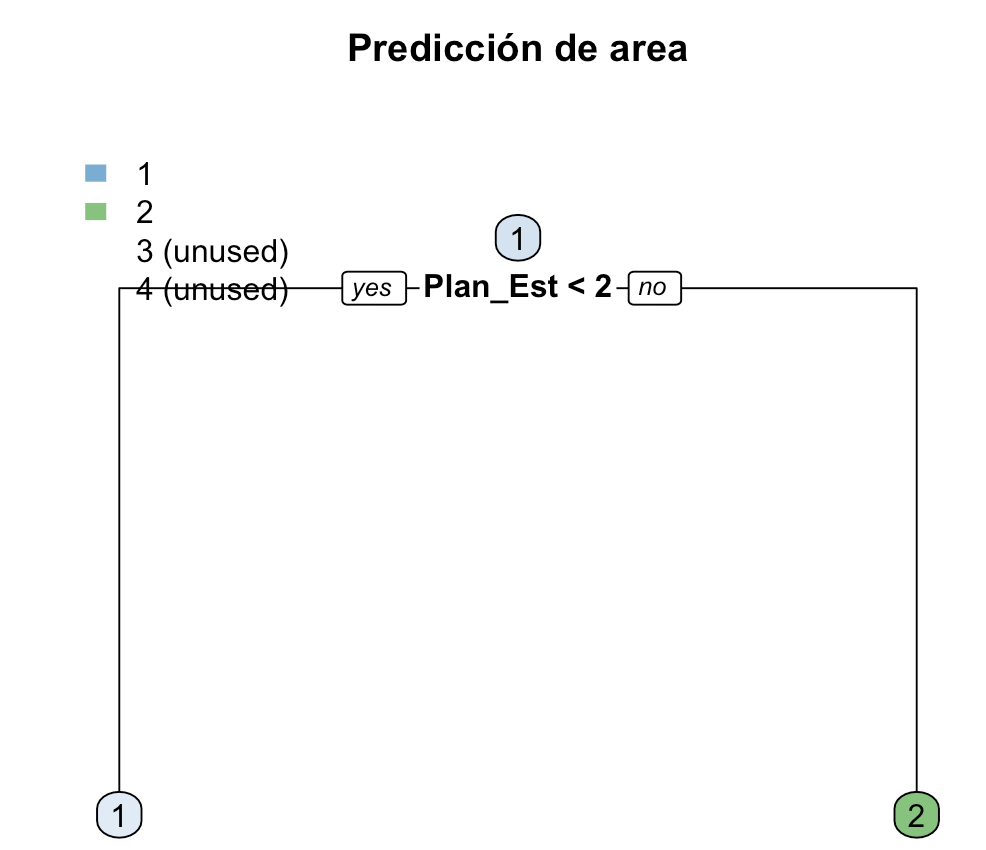 Predicción de area
1
2
3 (unused)
4 (unused)
1
yes Plan_Est < 2 no
1
2